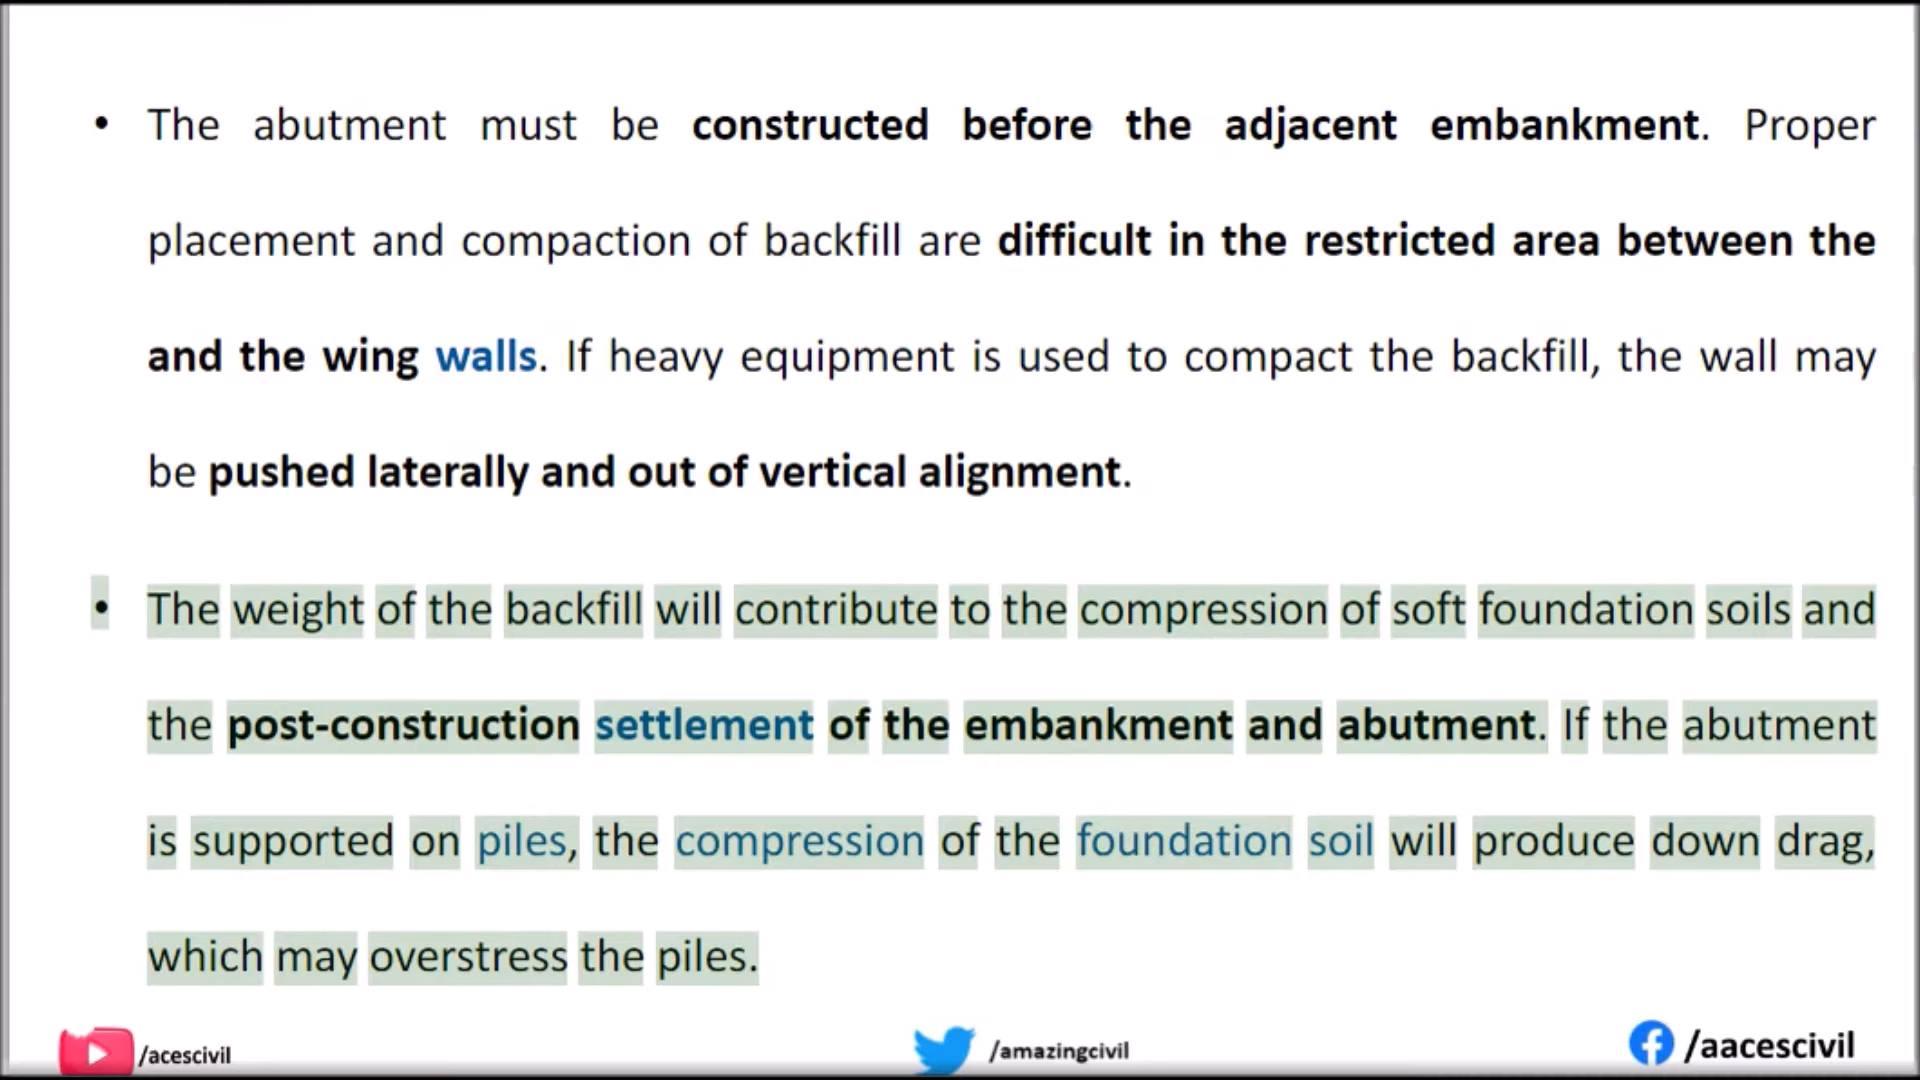 • The abutment must be constructed before the adjacent embankment. Proper
placement and compaction of backfill are difficult in the restricted area between the
and the wing walls. If heavy equipment is used to compact the backfill, the wall may
be pushed laterally and out of vertical alignment.
• The weight of the backfill will contribute to the compression of soft foundation soils and
the post-construction settlement of the embankment and abutment. If the abutment
is supported on piles, the compression of the foundation soil will produce down drag,
which may overstress the piles.
/acescivil
/amazingcivil
/aacescivil